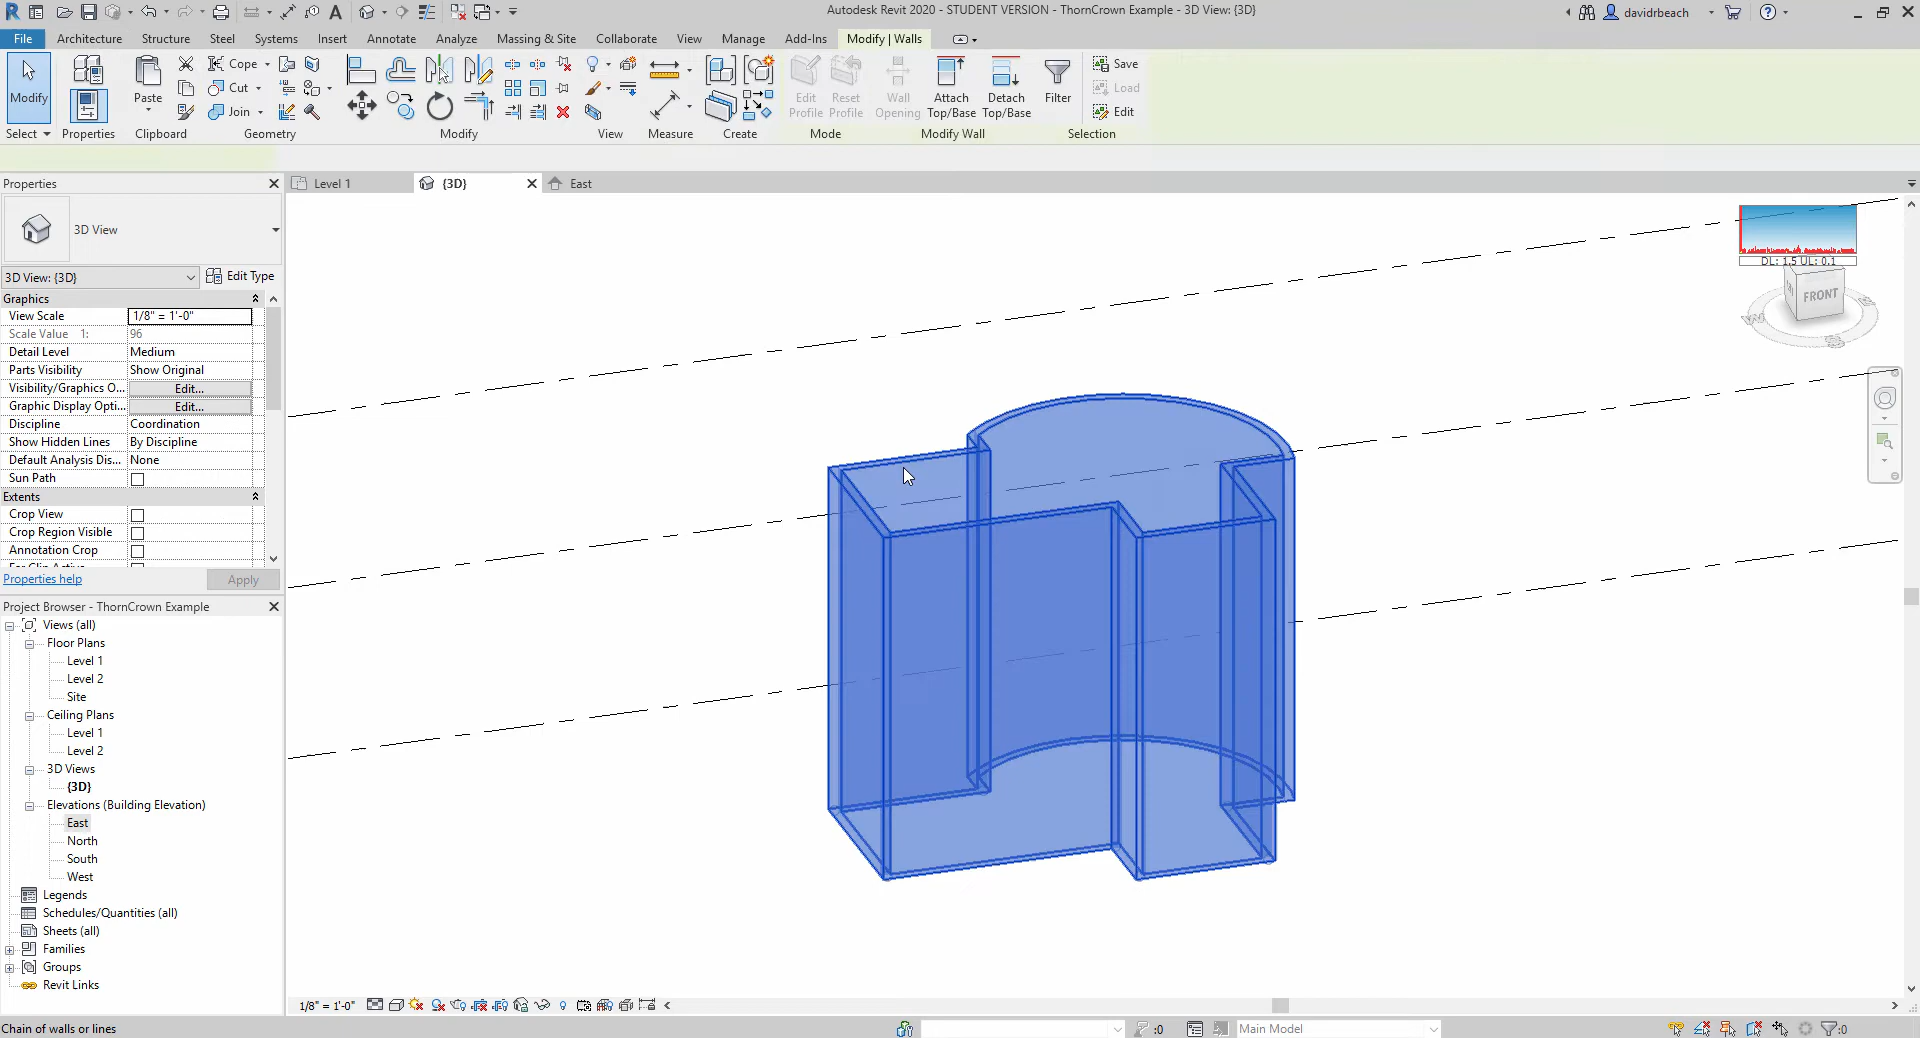 Autodesk Revit 2020 - STUDENT VERSION - ThornCrown Example - 3D View: {3D}
davidrbeach
File Architecture Structure Steel Systems Insert Annotate Analyze Massing & Site Collaborate View Manage Add-Ins Modify | Walls
Modify
Paste
Cope
Cut
Join
Edit Profile
Reset Profile
Wall Opening
Attach Top/Base
Detach Top/Base
Filter
Save
Load
Edit
Select Properties Clipboard Geometry Modify View Measure Create Mode Modify Wall Selection
Properties
Level 1
{3D}
East
3D View
3D View: {3D}
Edit Type
Graphics
View Scale 1/8" = 1'-0"
Scale Value 1: 96
Detail Level Medium
Parts Visibility Show Original
Visibility/Graphics O... Edit...
Graphic Display Opti... Edit...
Discipline Coordination
Show Hidden Lines By Discipline
Default Analysis Dis... None
Sun Path
Extents
Crop View
Crop Region Visible
Annotation Crop
Properties help
Apply
Project Browser - ThornCrown Example
Views (all)
Floor Plans
Level 1
Level 2
Site
Ceiling Plans
Level 1
Level 2
3D Views
{3D}
Elevations (Building Elevation)
East
North
South
West
Legends
Schedules/Quantities (all)
Sheets (all)
Families
Groups
Revit Links
DL: 1.5 UL: 0.1
FRONT
1/8" = 1'-0"
Chain of walls or lines
:0
Main Model
:0